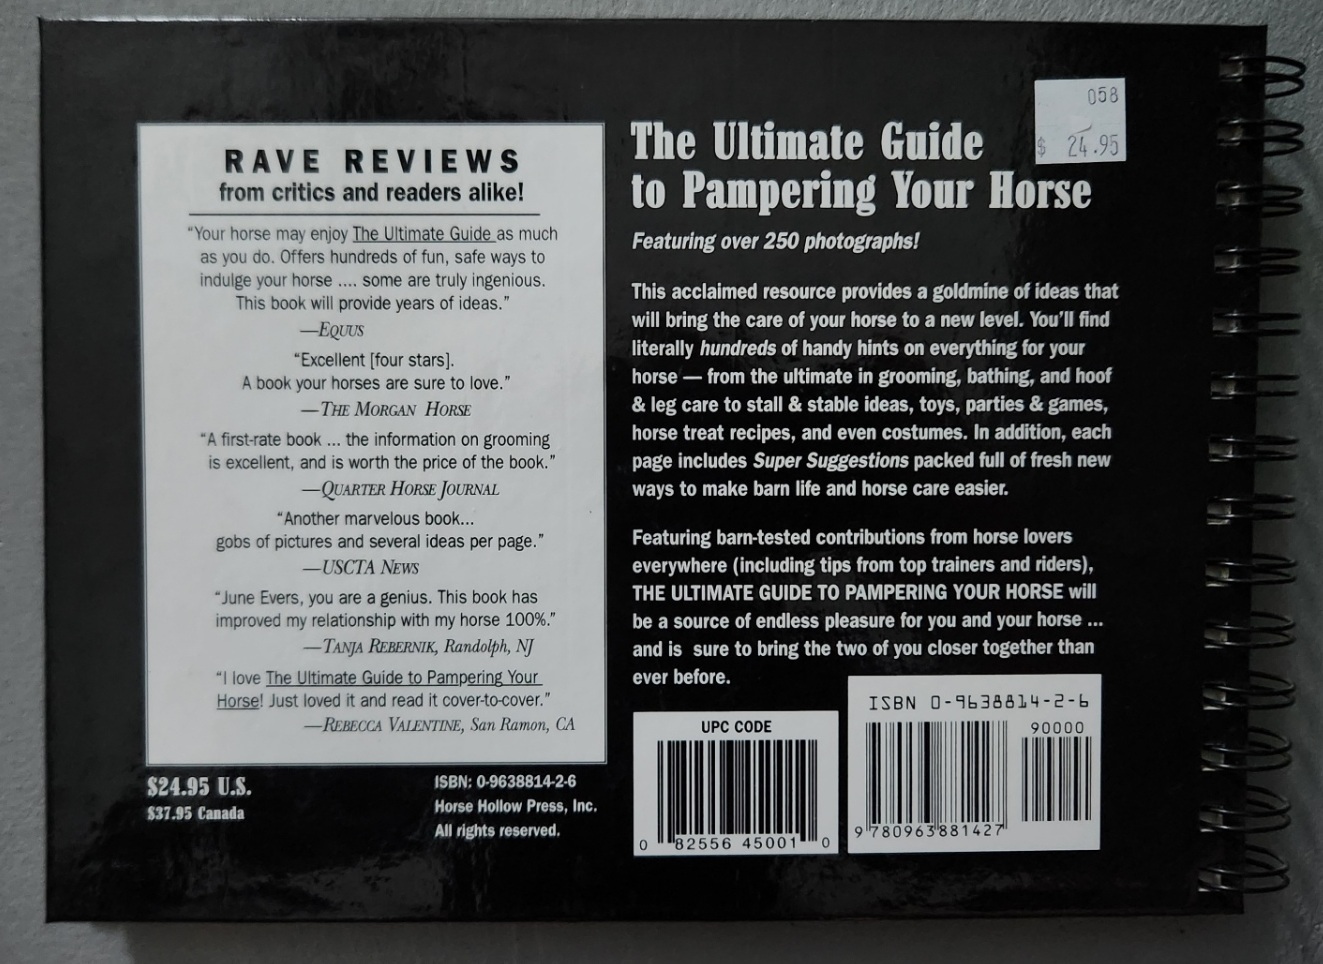 RAVE REVIEWS
from critics and readers alike!
“Your horse may enjoy The Ultimate Guide as much
as you do. Offers hundreds of fun, safe ways to
indulge your horse .... some are truly ingenious.
This book will provide years of ideas.”
—EQUUS
“Excellent [four stars].
A book your horses are sure to love.”
—THE MORGAN HORSE
“A first-rate book ... the information on grooming
is excellent, and is worth the price of the book.”
—QUARTER HORSE JOURNAL
“Another marvelous book...
gobs of pictures and several ideas per page.”
—USCTA NEWS
“June Evers, you are a genius. This book has
improved my relationship with my horse 100%.”
—TANJA REBERNIK, Randolph, NJ
“I love The Ultimate Guide to Pampering Your
Horse! Just loved it and read it cover-to-cover.”
—REBECCA VALENTINE, San Ramon, CA
$24.95 U.S.
$37.95 Canada
ISBN: 0-9638814-2-6
Horse Hollow Press, Inc.
All rights reserved.
058
$ 24.95
The Ultimate Guide
to Pampering Your Horse
Featuring over 250 photographs!
This acclaimed resource provides a goldmine of ideas that
will bring the care of your horse to a new level. You’ll find
literally hundreds of handy hints on everything for your
horse — from the ultimate in grooming, bathing, and hoof
& leg care to stall & stable ideas, toys, parties & games,
horse treat recipes, and even costumes. In addition, each
page includes Super Suggestions packed full of fresh new
ways to make barn life and horse care easier.
Featuring barn-tested contributions from horse lovers
everywhere (including tips from top trainers and riders),
THE ULTIMATE GUIDE TO PAMPERING YOUR HORSE will
be a source of endless pleasure for you and your horse ...
and is sure to bring the two of you closer together than
ever before.
UPC CODE
0 82556 45001 0
ISBN 0-9638814-2-6
90000
9 780963 881427